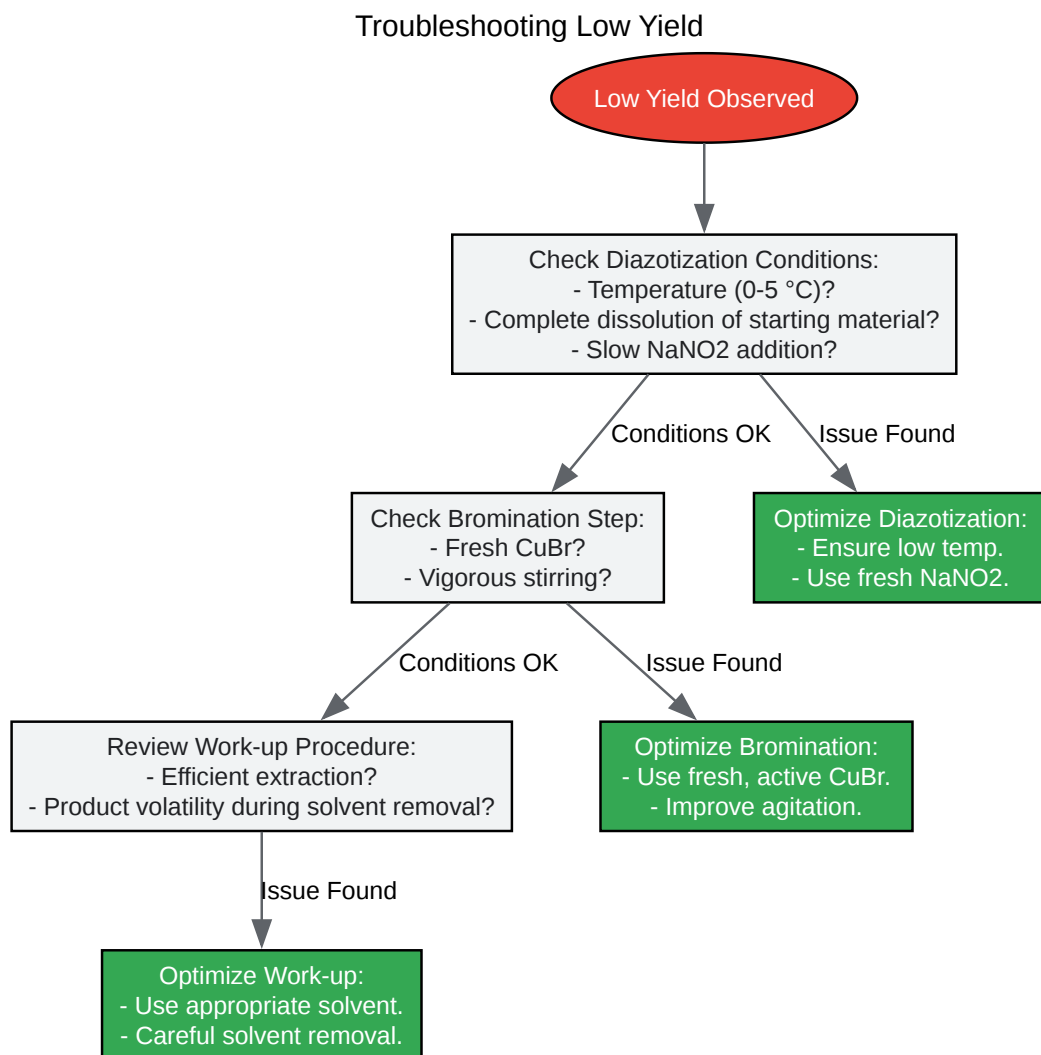 Troubleshooting Low Yield
Low Yield Observed
Check Diazotization Conditions:
- Temperature (0-5 °C)?
- Complete dissolution of starting material?
- Slow NaNO2 addition?
Conditions OK
Issue Found
Check Bromination Step:
- Fresh CuBr?
- Vigorous stirring?
Optimize Diazotization:
- Ensure low temp.
- Use fresh NaNO2.
Conditions OK
Issue Found
Review Work-up Procedure:
- Efficient extraction?
- Product volatility during solvent removal?
Optimize Bromination:
- Use fresh, active CuBr.
- Improve agitation.
Issue Found
Optimize Work-up:
- Use appropriate solvent.
- Careful solvent removal.